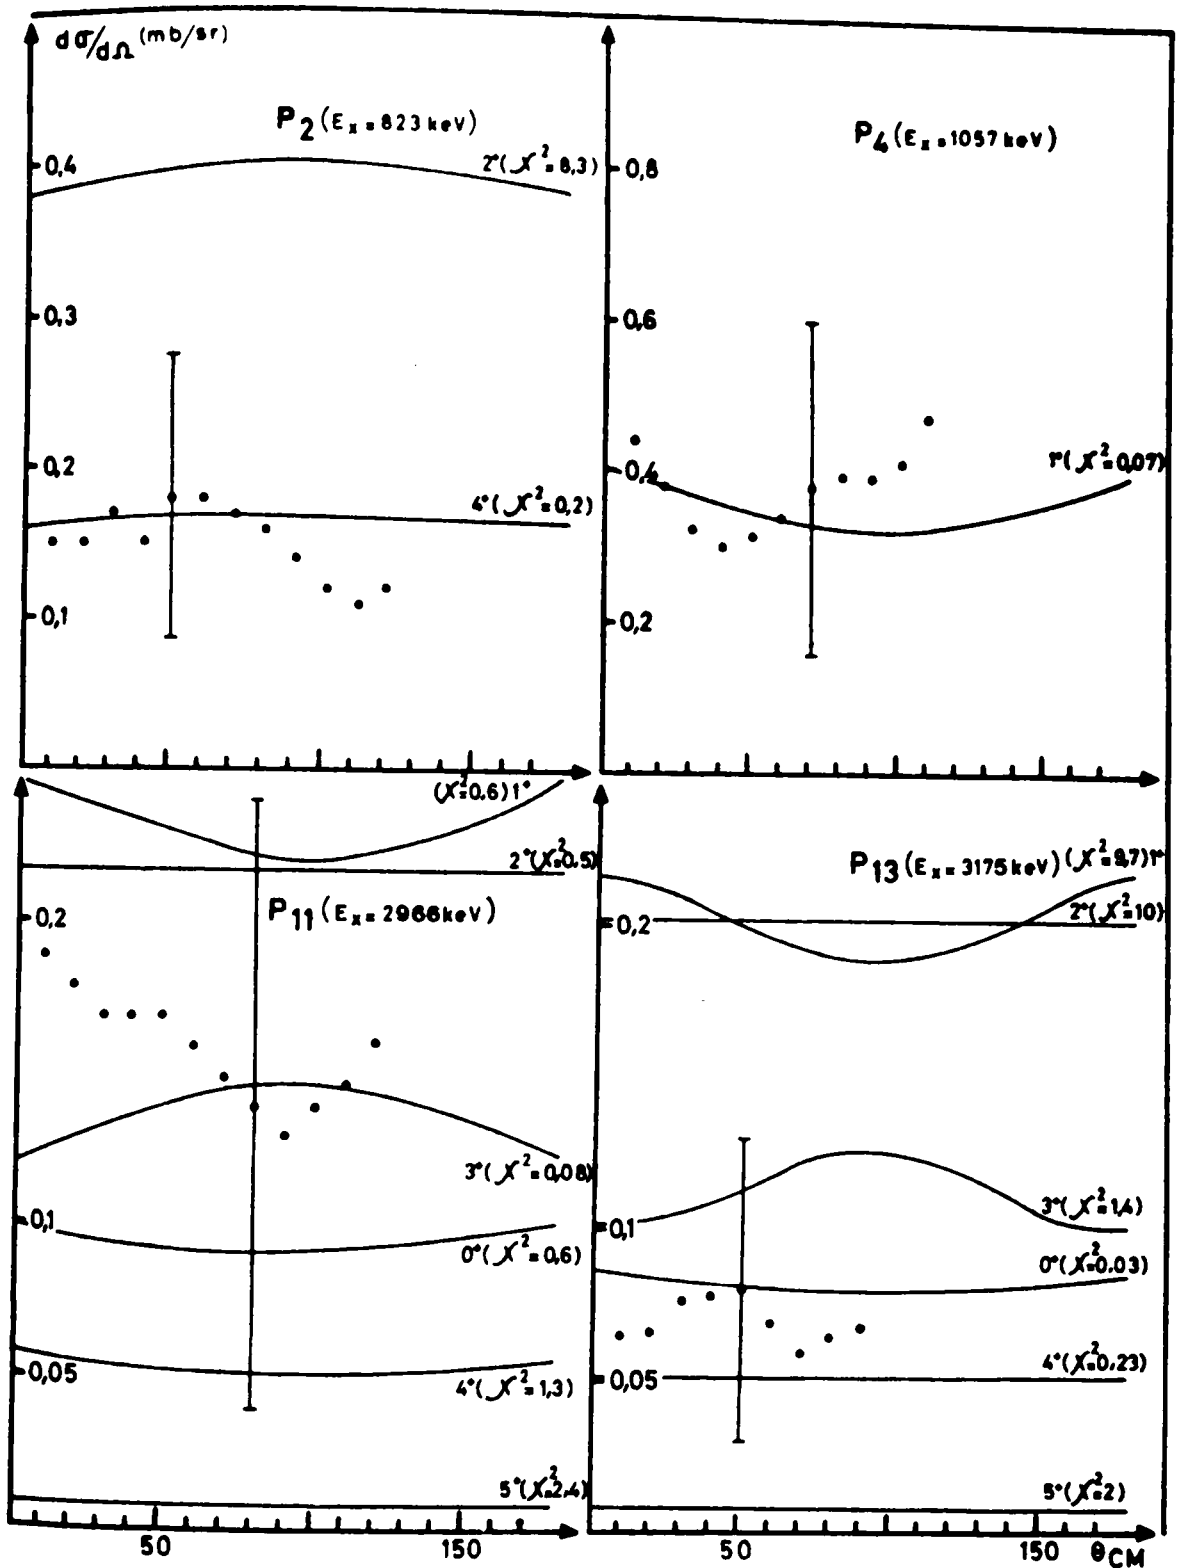 dσ/dΩ (mb/sr)
P2 (Ex = 823 keV)
0,4
2⁺(χ²=8,3)
0,3
0,2
4⁺(χ²=0,2)
0,1
P4 (Ex = 1057 keV)
0,8
0,6
0,4
1⁺(χ²=0,07)
0,2
(χ²=0.6) 1⁺
2⁺(χ²=0.5)
P11 (Ex = 2966 keV)
0,2
3⁺(χ²=0,08)
0,1
0⁺(χ²=0,6)
0,05
4⁺(χ²=1,3)
5⁺(χ²=2,4)
50
150
P13 (Ex = 3175 keV)
(χ²=9,7) 1⁺
2⁺(χ²=10)
0,2
3⁺(χ²=1,4)
0,1
0⁺(χ²=0.03)
4⁺(χ²=0,23)
0,05
5⁺(χ²=2)
50
150
θCM